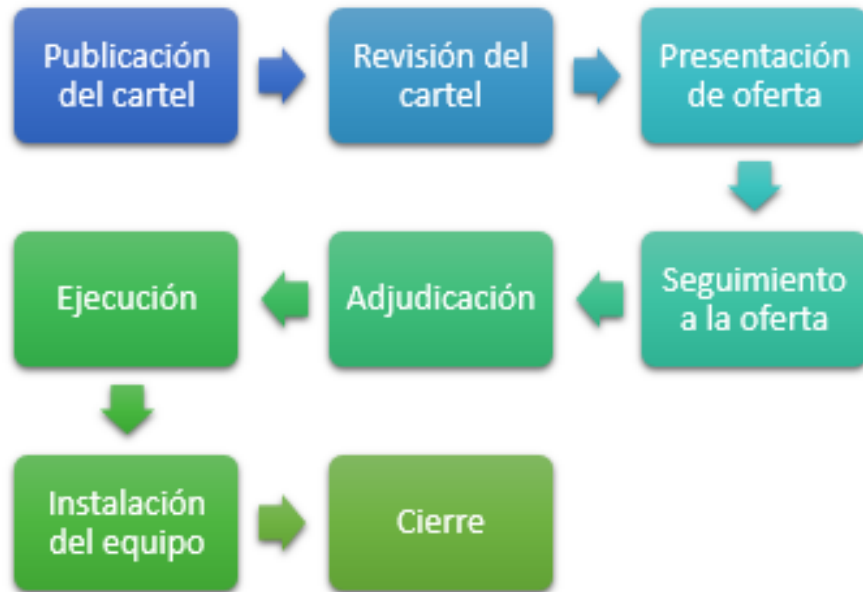 Publicación
del cartel
Revisión del
cartel
Presentación
de oferta
Seguimiento
a la oferta
Adjudicación
Ejecución
Instalación
del equipo
Cierre